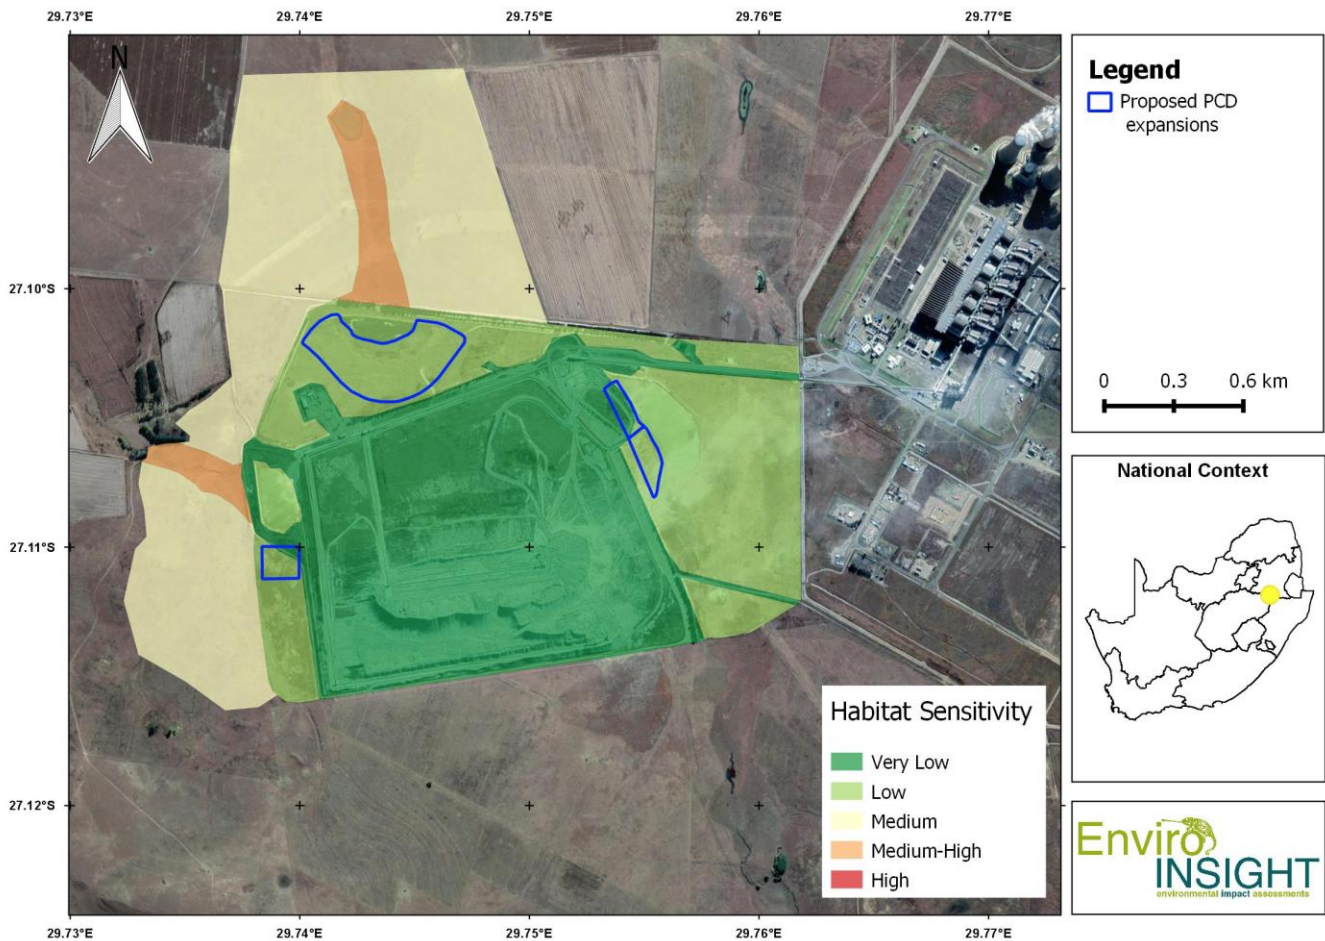 29.73°E 29.74°E 29.75°E 29.76°E 29.77°E
N
27.10°S
27.11°S
27.12°S
27.10°S
27.11°S
27.12°S
29.73°E 29.74°E 29.75°E 29.76°E 29.77°E
Habitat Sensitivity
Very Low
Low
Medium
Medium-High
High
Legend
Proposed PCD
expansions
0 0.3 0.6 km
National Context
Enviro
INSIGHT
environmental impact assessments